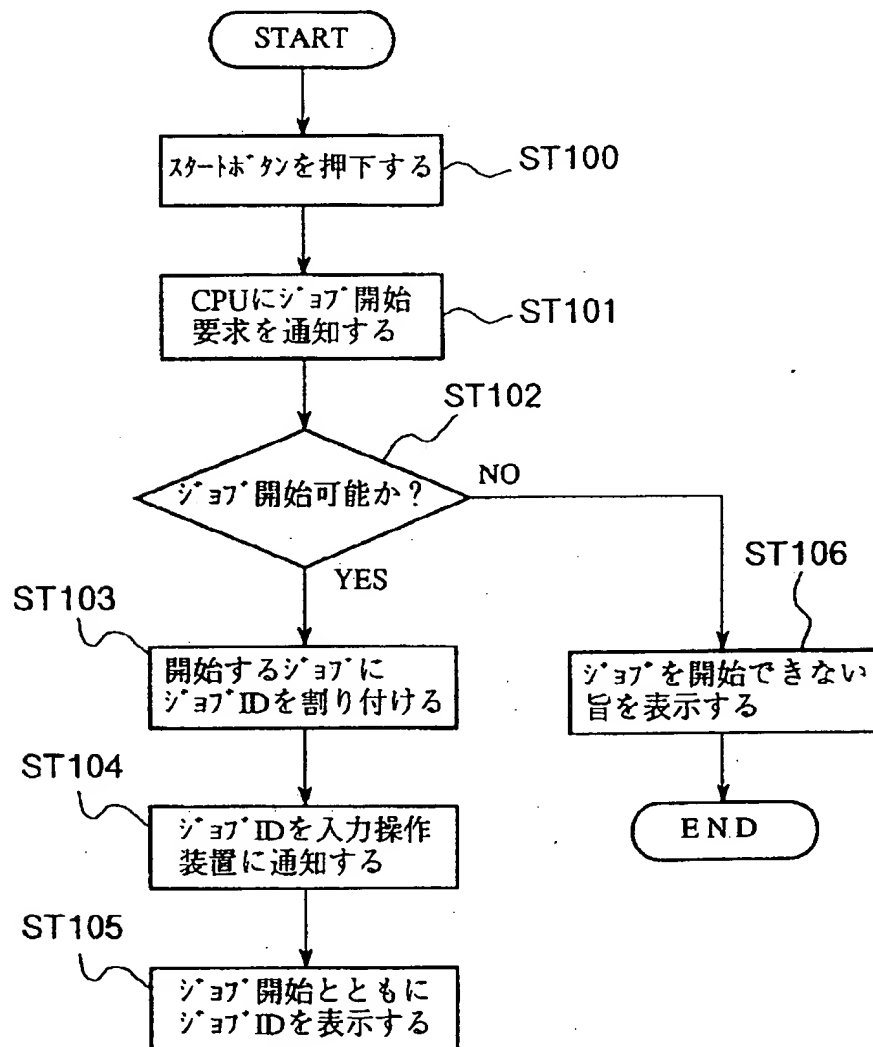 START
スタートボタンを押下する
ST100
CPUにジョブ開始
要求を通知する
ST101
ST102
ジョブ開始可能か?
NO
YES
ST103
開始するジョブに
ジョブIDを割り付ける
ST106
ジョブを開始できない
旨を表示する
ST104
ジョブIDを入力操作
装置に通知する
END
ST105
ジョブ開始とともに
ジョブIDを表示する